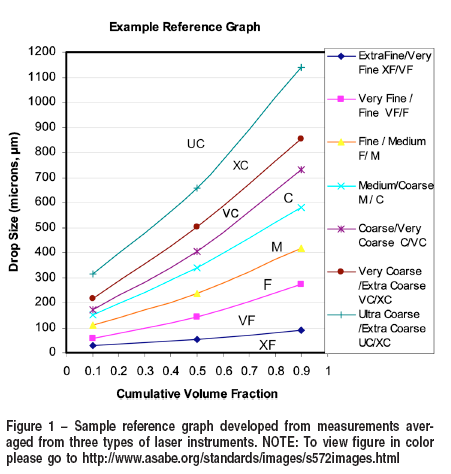 Example Reference Graph
1200
1100
1000
900
800
700
600
500
400
300
200
100
0
Drop Size (microns, µm)
UC
XC
VC
C
M
F
VF
XF
0 0.1 0.2 0.3 0.4 0.5 0.6 0.7 0.8 0.9 1
Cumulative Volume Fraction
ExtraFine/Very
Fine XF/VF
Very Fine /
Fine VF/F
Fine / Medium
F/ M
Medium/Coarse
M / C
Coarse/Very
Coarse C/VC
Very Coarse
/Extra Coarse
VC/XC
Ultra Coarse
/Extra Coarse
UC/XC
Figure 1 – Sample reference graph developed from measurements aver-
aged from three types of laser instruments. NOTE: To view figure in color
please go to http://www.asabe.org/standards/images/s572images.html